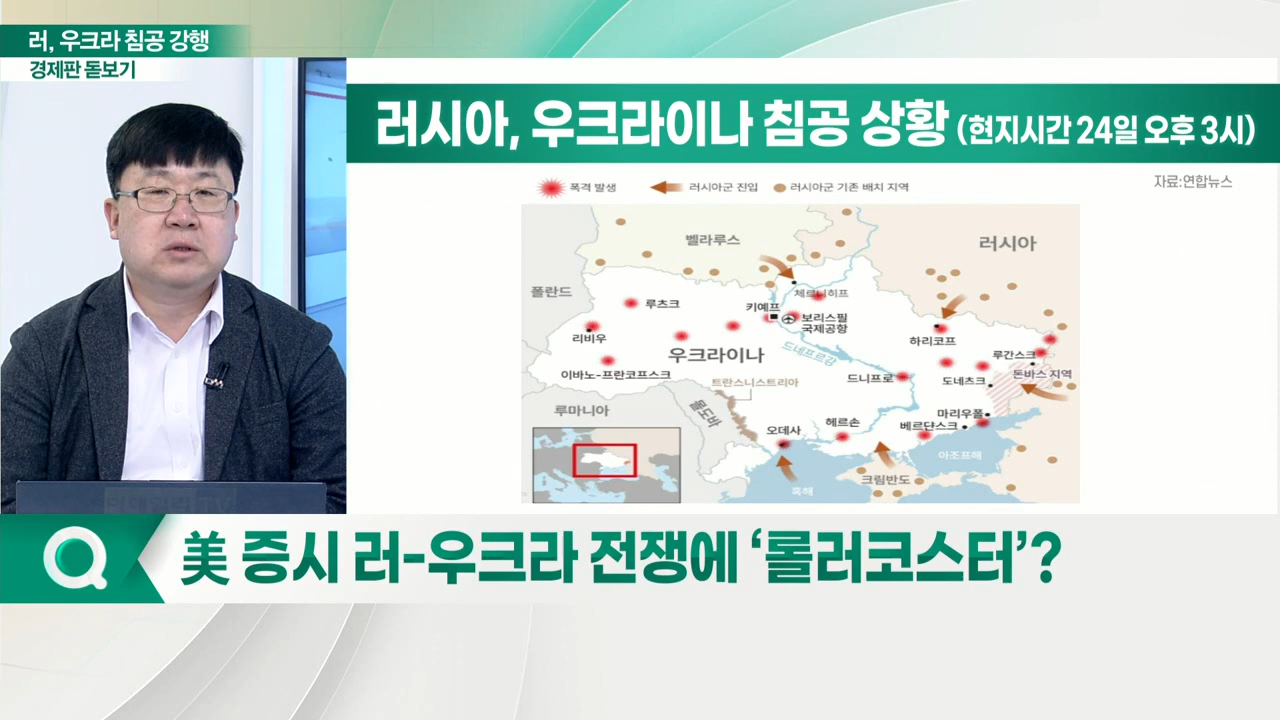 러, 우크라 침공 강행
경제판 돋보기
러시아, 우크라이나 침공 상황 (현지시간 24일 오후 3시)
폭격 발생
러시아군 진입
러시아군 기존 배치 지역
자료:연합뉴스
벨라루스
러시아
폴란드
루츠크
키예프
체르니히프
보리스필
국제공항
리비우
우크라이나
드네프르강
하리코프
루간스크
이바노-프란코프스크
트란스니스트리아
드니프로
도네츠크
돈바스 지역
루마니아
몰도바
마리우폴
오데사
헤르손
베르댠스크
아조프해
크림반도
흑해
美 증시 러-우크라 전쟁에 ‘롤러코스터’?